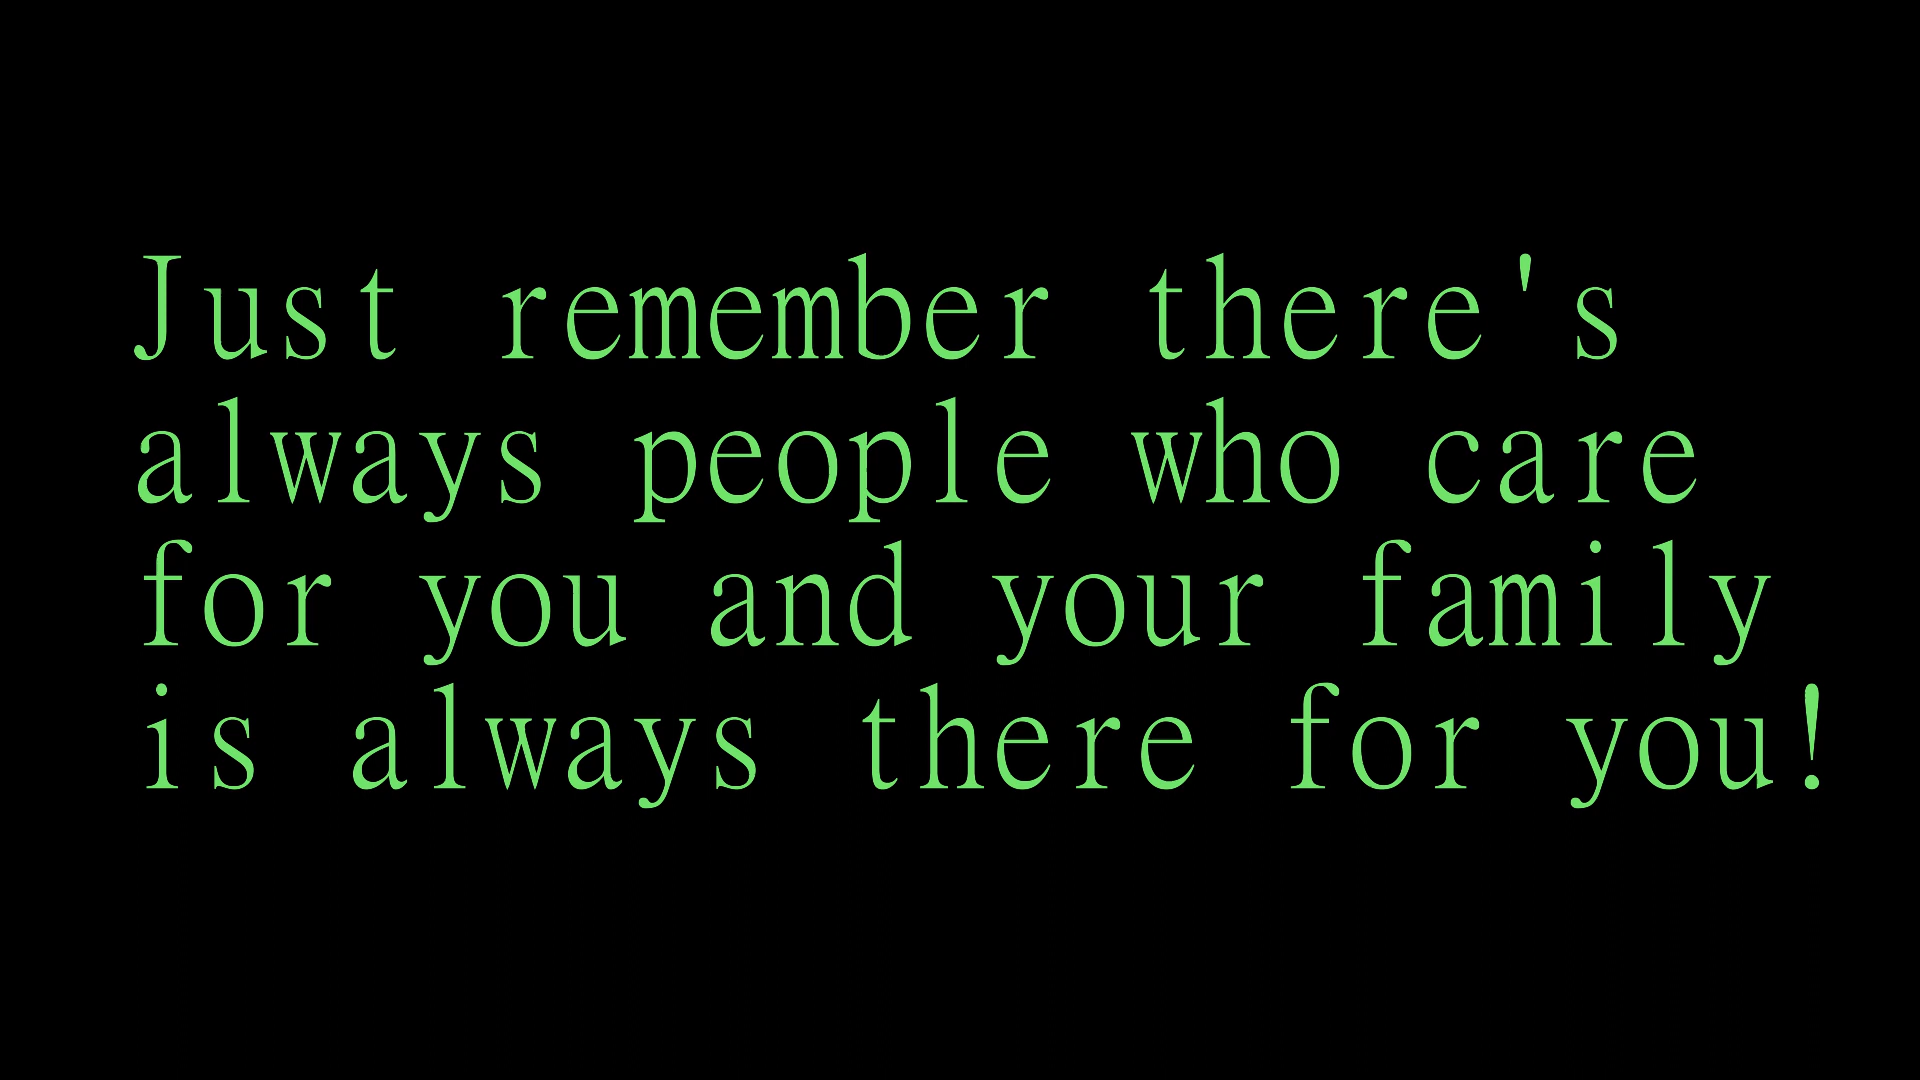 Just remember there's
always people who care
for you and your family
is always there for you!